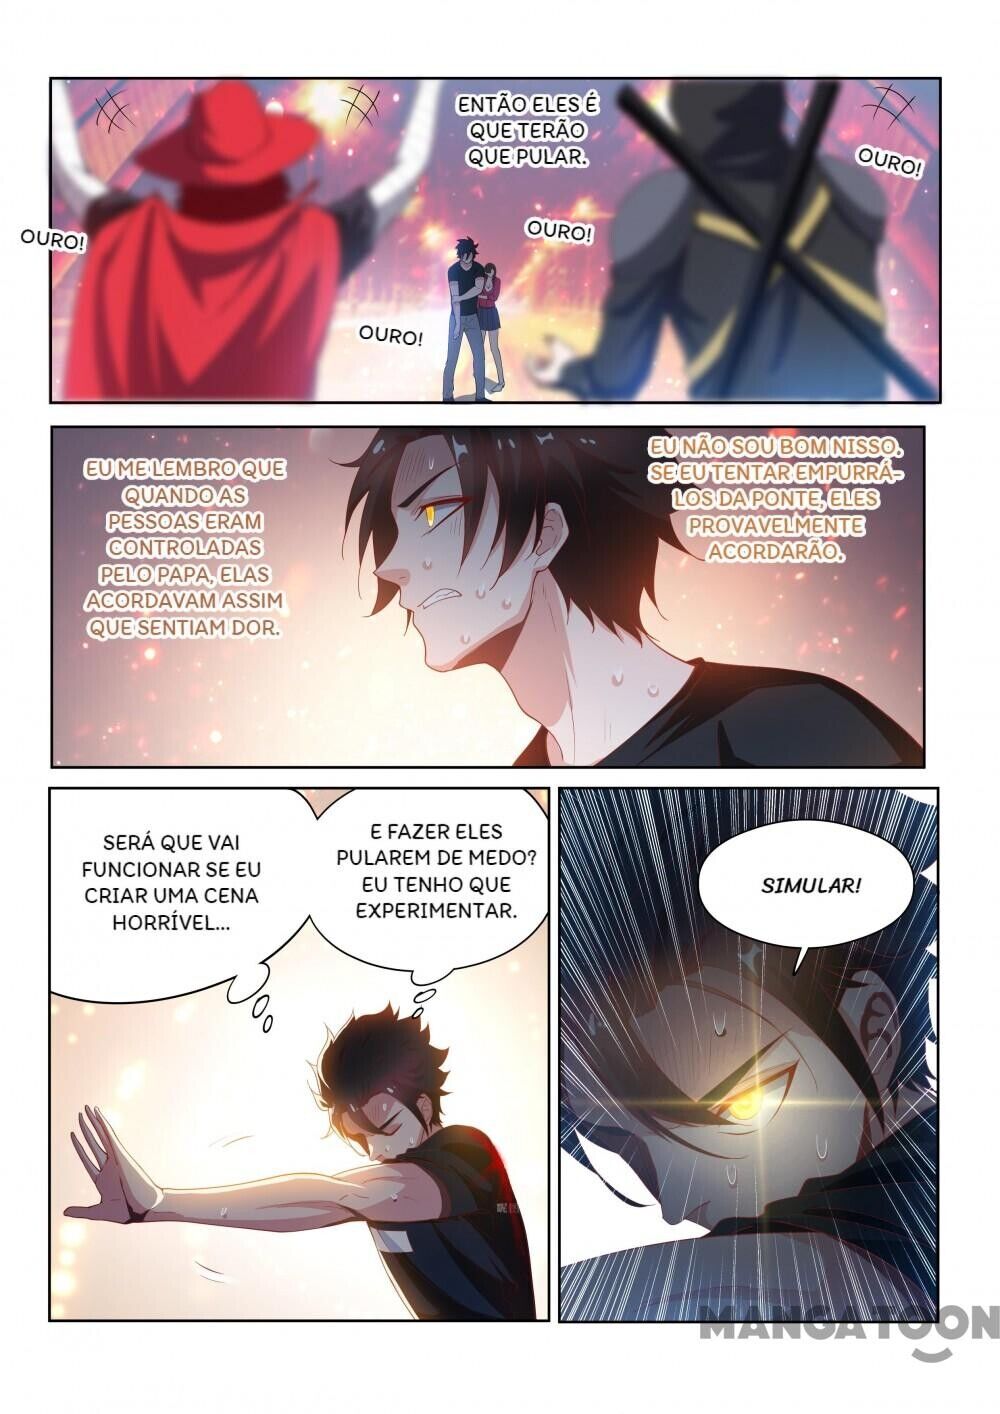 ENTÃO ELES É
QUE TERÃO
QUE PULAR.
OURO!
OURO!
OURO!
OURO!
EU ME LEMBRO QUE
QUANDO AS
PESSOAS ERAM
CONTROLADAS
PELO PAPA, ELAS
ACORDAVAM ASSIM
QUE SENTIAM DOR.
EU NÃO SOU BOM NISSO.
SE EU TENTAR EMPURRÁ-
LOS DA PONTE, ELES
PROVAVELMENTE
ACORDARÃO.
SERÁ QUE VAI
FUNCIONAR SE EU
CRIAR UMA CENA
HORRÍVEL...
E FAZER ELES
PULAREM DE MEDO?
EU TENHO QUE
EXPERIMENTAR.
SIMULAR!
MANGATOON